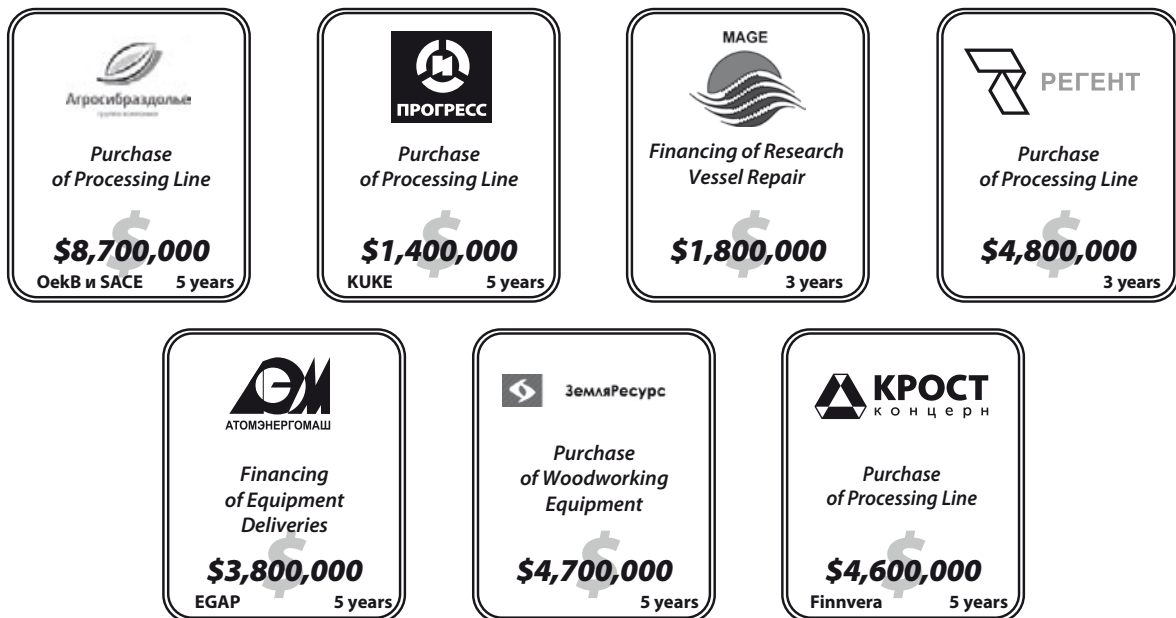 Агросибраздолье
группа компаний
Purchase
of Processing Line
$8,700,000
OekB и SACE 5 years
ПРОГРЕСС
Purchase
of Processing Line
$1,400,000
KUKE 5 years
MAGE
Financing of Research
Vessel Repair
$1,800,000
3 years
РЕГЕНТ
Purchase
of Processing Line
$4,800,000
3 years
АЭМ
АТОМЭНЕРГОМАШ
Financing
of Equipment
Deliveries
$3,800,000
EGAP 5 years
ЗемляРесурс
Purchase
of Woodworking
Equipment
$4,700,000
5 years
КРОСТ
концерн
Purchase
of Processing Line
$4,600,000
Finnvera 5 years